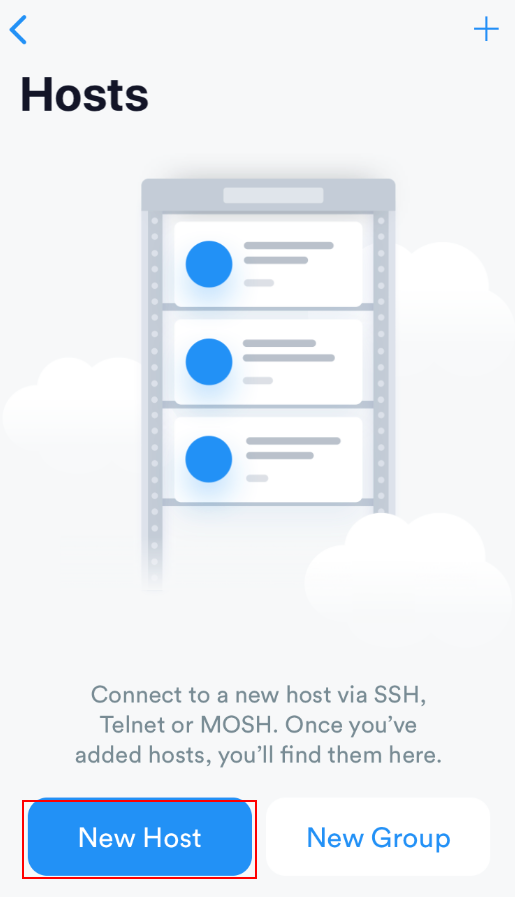 Hosts
Connect to a new host via SSH,
Telnet or MOSH. Once you’ve
added hosts, you’ll find them here.
New Host
New Group